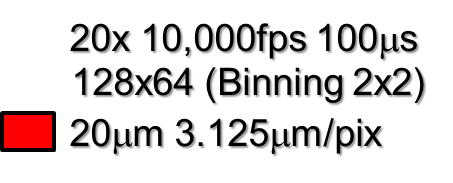 20x 10,000fps 100μs
128x64 (Binning 2x2)
20μm 3.125μm/pix